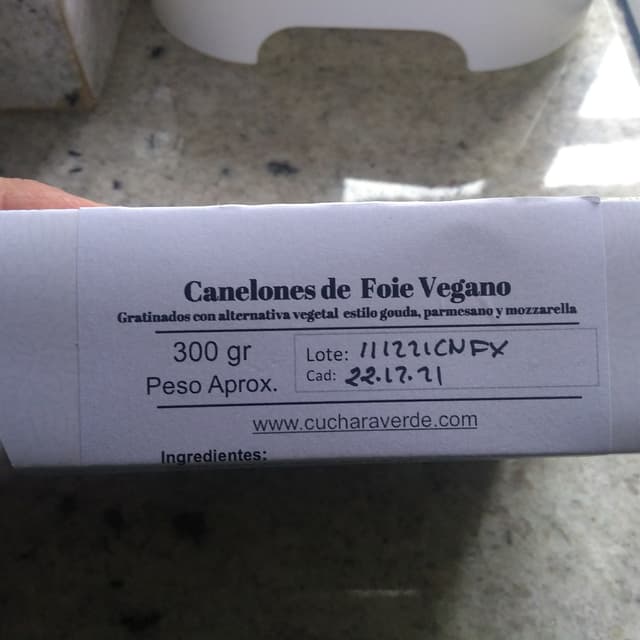 Canelones de Foie Vegano
Gratinados con alternativa vegetal estilo gouda, parmesano y mozzarella
300 gr
Peso Aprox.
Lote: 111221CNFX
Cad: 22.12.21
www.cucharaverde.com
Ingredientes: